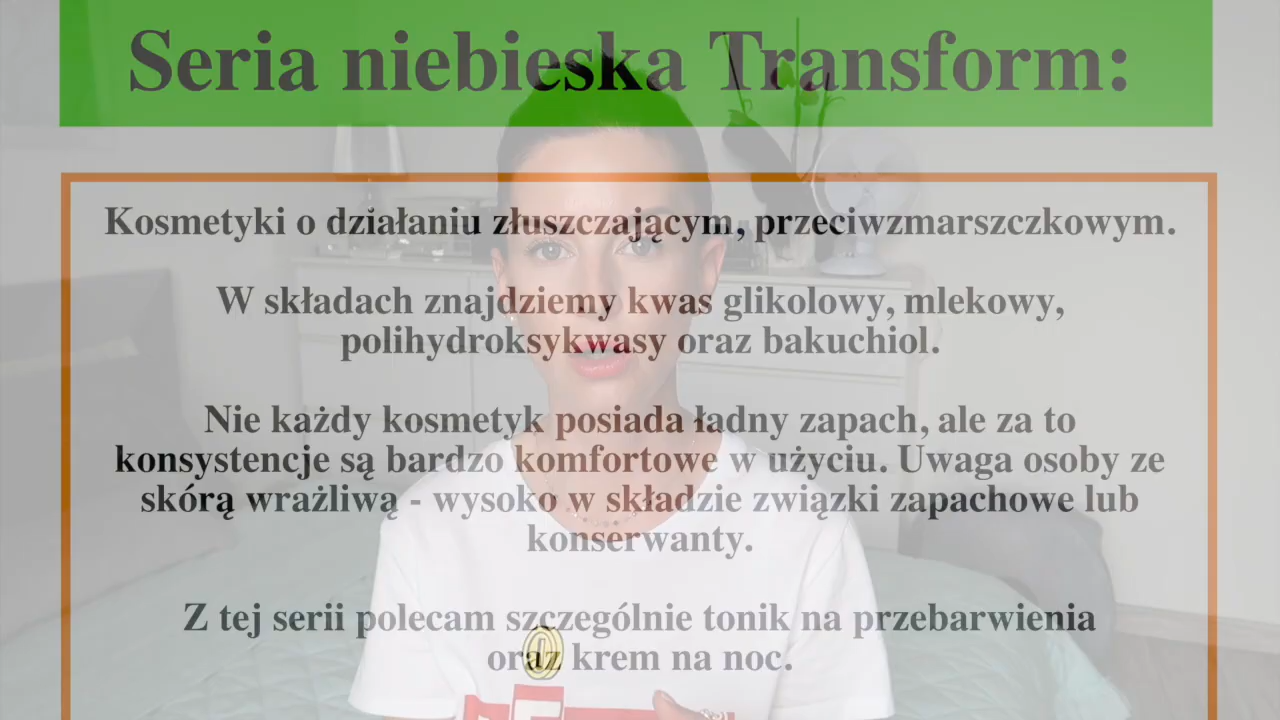 Seria niebieska Transform:
Kosmetyki o działaniu złuszczającym, przeciwzmarszczkowym.
W składach znajdziemy kwas glikolowy, mlekowy,
polihydroksykwasy oraz bakuchiol.
Nie każdy kosmetyk posiada ładny zapach, ale za to
konsystencje są bardzo komfortowe w użyciu. Uwaga osoby ze
skórą wrażliwą - wysoko w składzie związki zapachowe lub
konserwanty.
Z tej serii polecam szczególnie tonik na przebarwienia
oraz krem na noc.